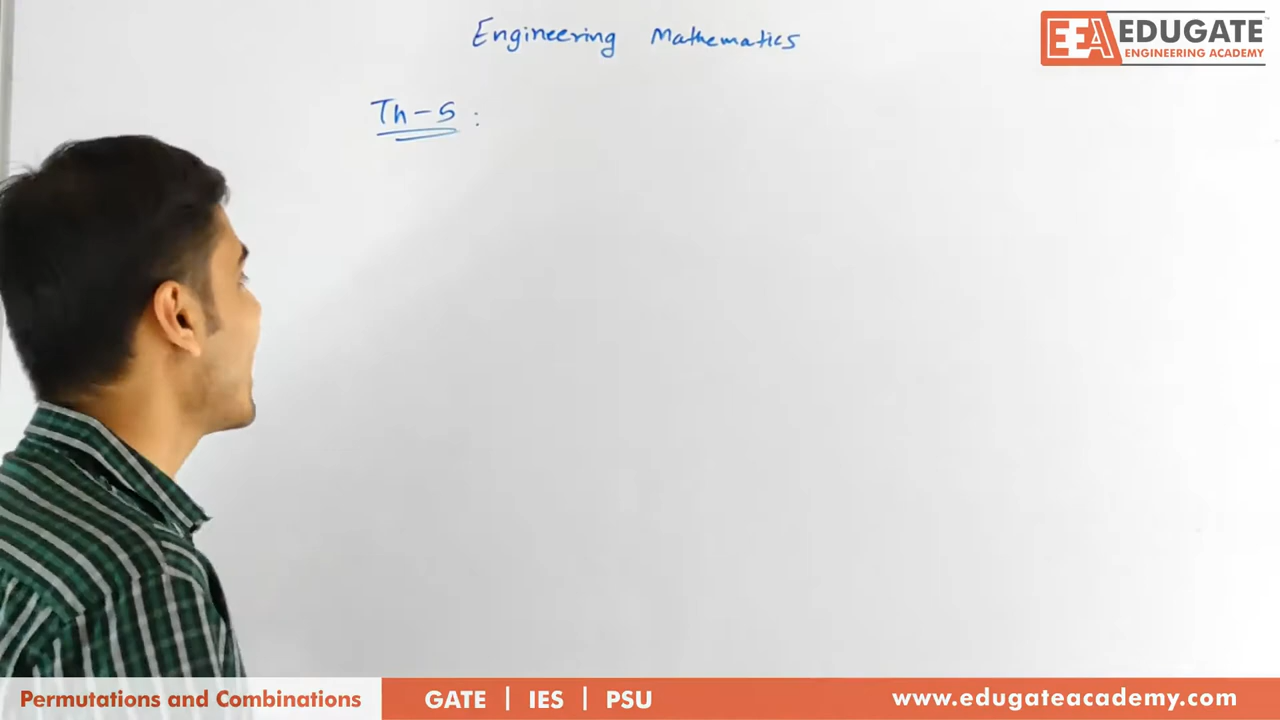 Engineering Mathematics
EEA EDUGATE
ENGINEERING ACADEMY
Th-5:
Permutations and Combinations
GATE | IES | PSU
www.edugateacademy.com